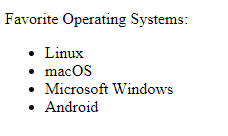 Favorite Operating Systems:
• Linux
• macOS
• Microsoft Windows
• Android